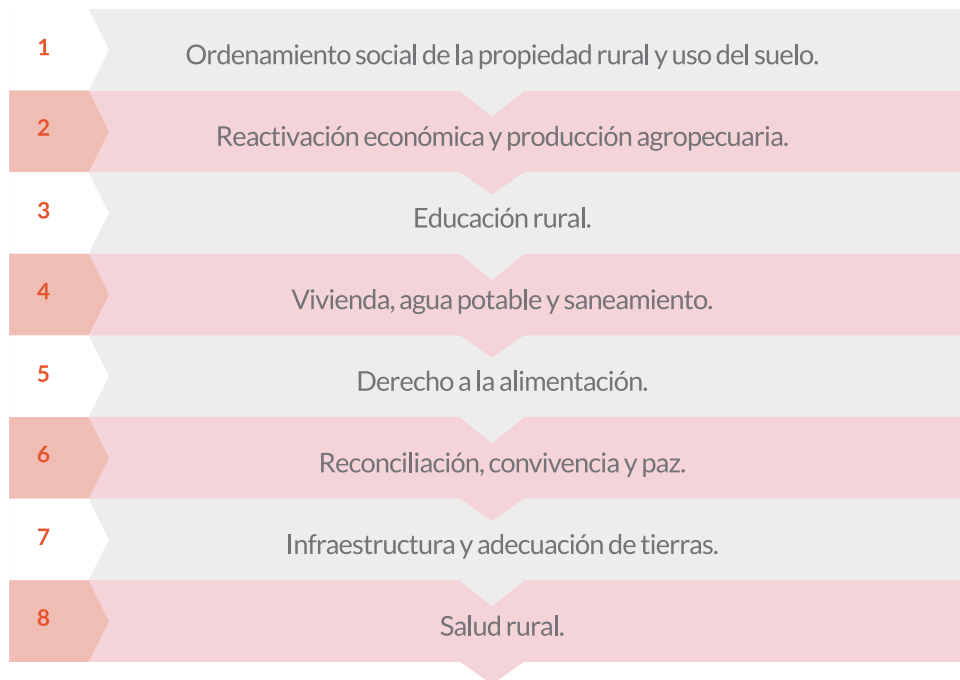 1 Ordenamiento social de la propiedad rural y uso del suelo.
2 Reactivación económica y producción agropecuaria.
3 Educación rural.
4 Vivienda, agua potable y saneamiento.
5 Derecho a la alimentación.
6 Reconciliación, convivencia y paz.
7 Infraestructura y adecuación de tierras.
8 Salud rural.